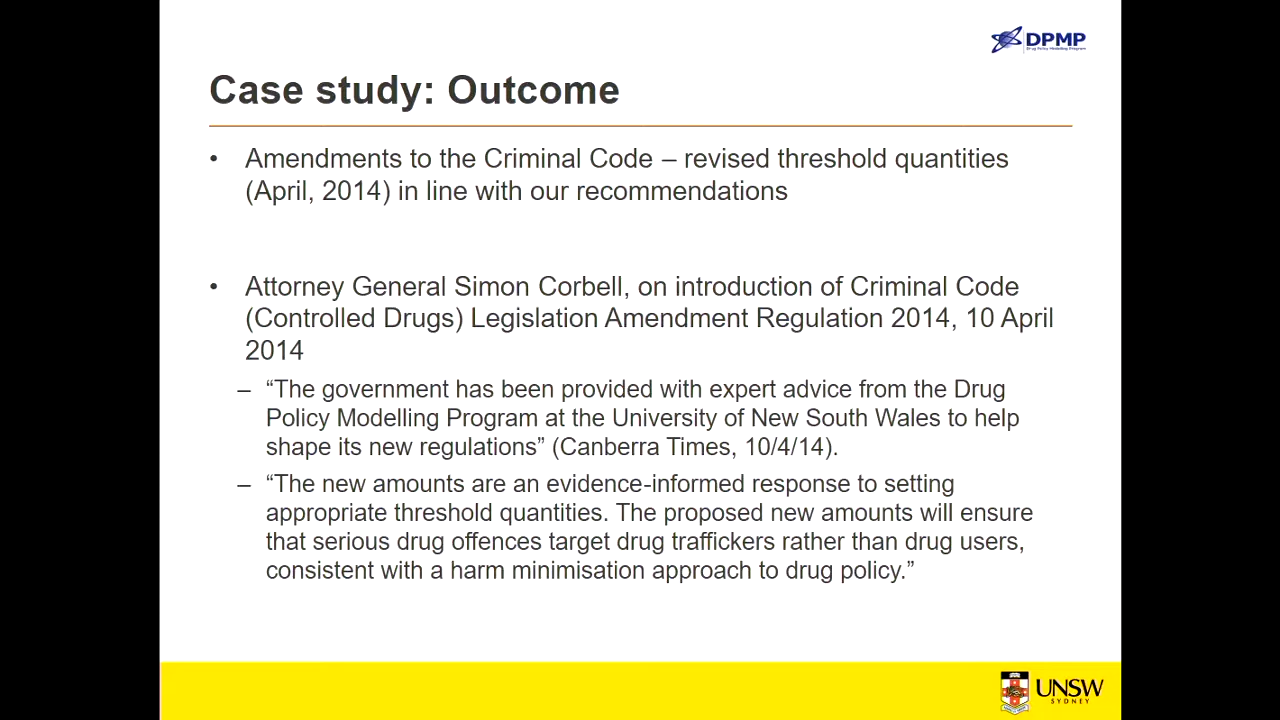 DPMP
Drug Policy Modelling Program
Case study: Outcome
• Amendments to the Criminal Code – revised threshold quantities
(April, 2014) in line with our recommendations
• Attorney General Simon Corbell, on introduction of Criminal Code
(Controlled Drugs) Legislation Amendment Regulation 2014, 10 April
2014
– “The government has been provided with expert advice from the Drug
Policy Modelling Program at the University of New South Wales to help
shape its new regulations” (Canberra Times, 10/4/14).
– “The new amounts are an evidence-informed response to setting
appropriate threshold quantities. The proposed new amounts will ensure
that serious drug offences target drug traffickers rather than drug users,
consistent with a harm minimisation approach to drug policy.”
UNSW
SYDNEY